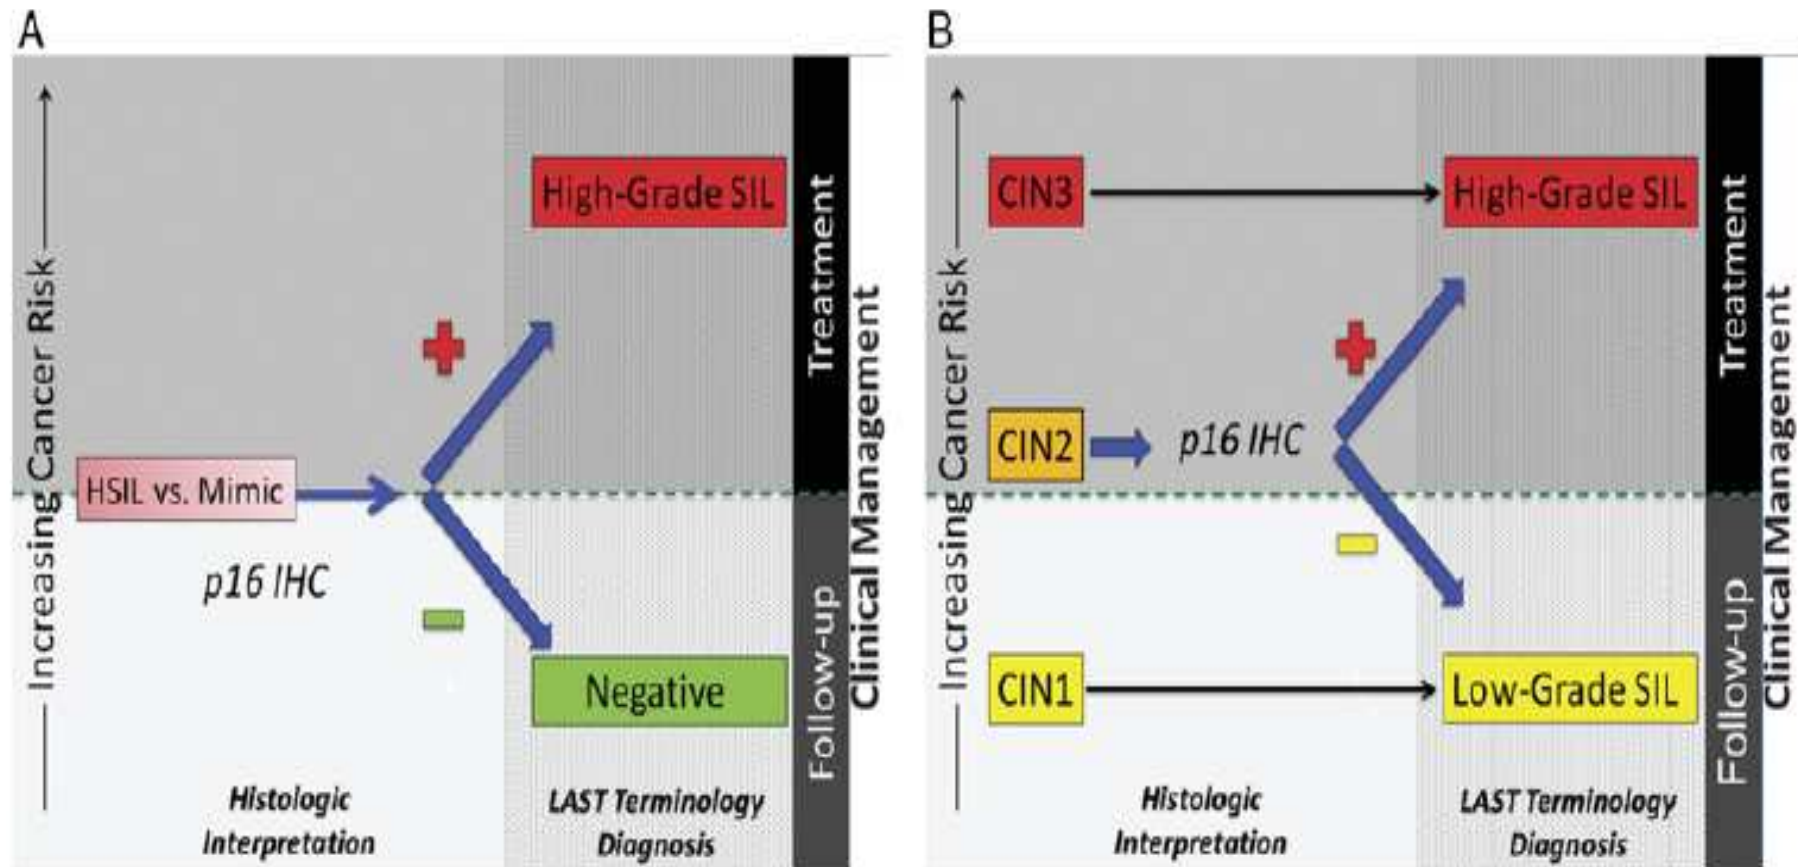 A
Increasing Cancer Risk
High-Grade SIL
HSIL vs. Mimic
p16 IHC
Negative
Histologic
Interpretation
LAST Terminology
Diagnosis
Treatment
Follow-up
Clinical Management
B
Increasing Cancer Risk
CIN3
High-Grade SIL
CIN2
p16 IHC
CIN1
Low-Grade SIL
Histologic
Interpretation
LAST Terminology
Diagnosis
Treatment
Follow-up
Clinical Management